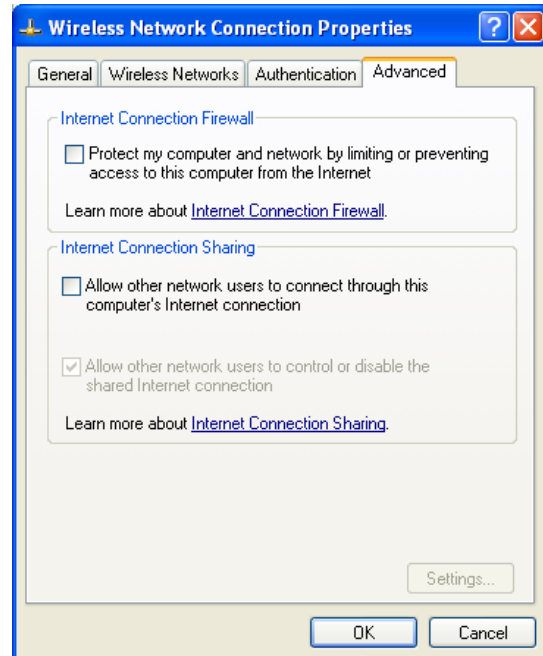 Wireless Network Connection Properties
General Wireless Networks Authentication Advanced
Internet Connection Firewall
Protect my computer and network by limiting or preventing
access to this computer from the Internet
Learn more about Internet Connection Firewall.
Internet Connection Sharing
Allow other network users to connect through this
computer's Internet connection
Allow other network users to control or disable the
shared Internet connection
Learn more about Internet Connection Sharing.
Settings...
OK Cancel